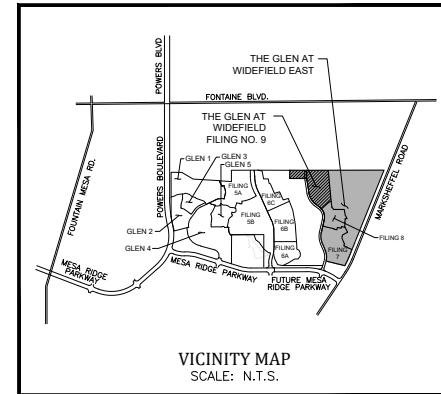 POWERS BLVD
THE GLEN AT
WIDEFIELD EAST
FONTAINE BLVD.
THE GLEN AT
WIDEFIELD
FILING NO. 9
FOUNTAIN MESA RD.
POWERS BOULEVARD
MARKSHEFFEL ROAD
GLEN 1
GLEN 3
GLEN 5
FILING
5A
FILING
6C
GLEN 2
FILING
5B
FILING
6B
FILING 8
GLEN 4
FILING
6A
FILING
7
MESA RIDGE
PARKWAY
MESA RIDGE PARKWAY
FUTURE MESA
RIDGE PARKWAY
VICINITY MAP
SCALE: N.T.S.